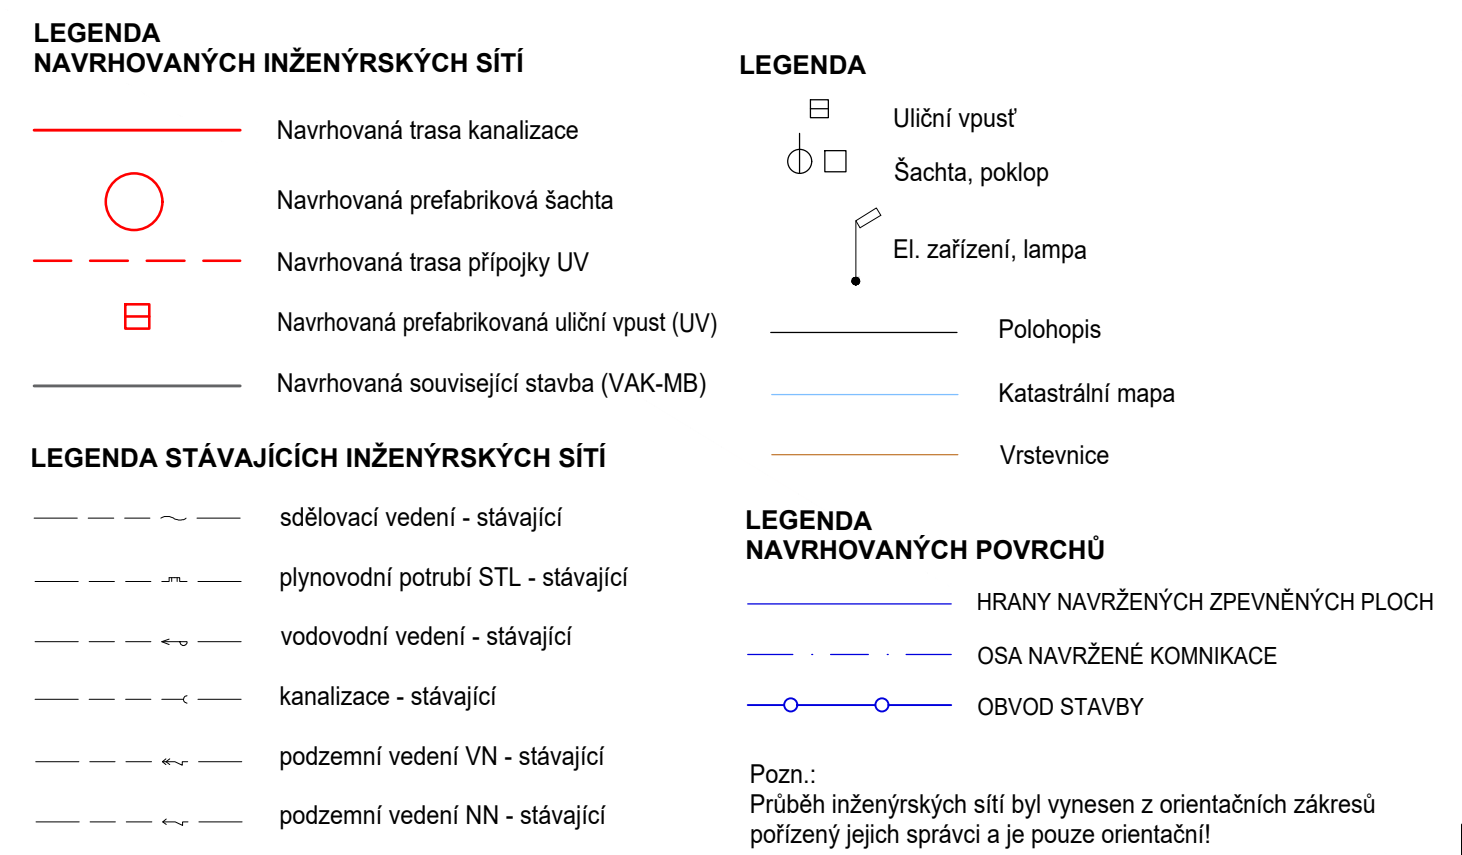 LEGENDA
NAVRHOVANÝCH INŽENÝRSKÝCH SÍTÍ
Navrhovaná trasa kanalizace
Navrhovaná prefabriková šachta
Navrhovaná trasa přípojky UV
Navrhovaná prefabrikovaná uliční vpust (UV)
Navrhovaná související stavba (VAK-MB)
LEGENDA STÁVAJÍCÍCH INŽENÝRSKÝCH SÍTÍ
sdělovací vedení - stávající
plynovodní potrubí STL - stávající
vodovodní vedení - stávající
kanalizace - stávající
podzemní vedení VN - stávající
podzemní vedení NN - stávající
LEGENDA
Uliční vpusť
Šachta, poklop
El. zařízení, lampa
Polohopis
Katastrální mapa
Vrstevnice
LEGENDA
NAVRHOVANÝCH POVRCHŮ
HRANY NAVRŽENÝCH ZPEVNĚNÝCH PLOCH
OSA NAVRŽENÉ KOMNIKACE
OBVOD STAVBY
Pozn.:
Průběh inženýrských sítí byl vynesen z orientačních zákresů
pořízený jejich správci a je pouze orientační!